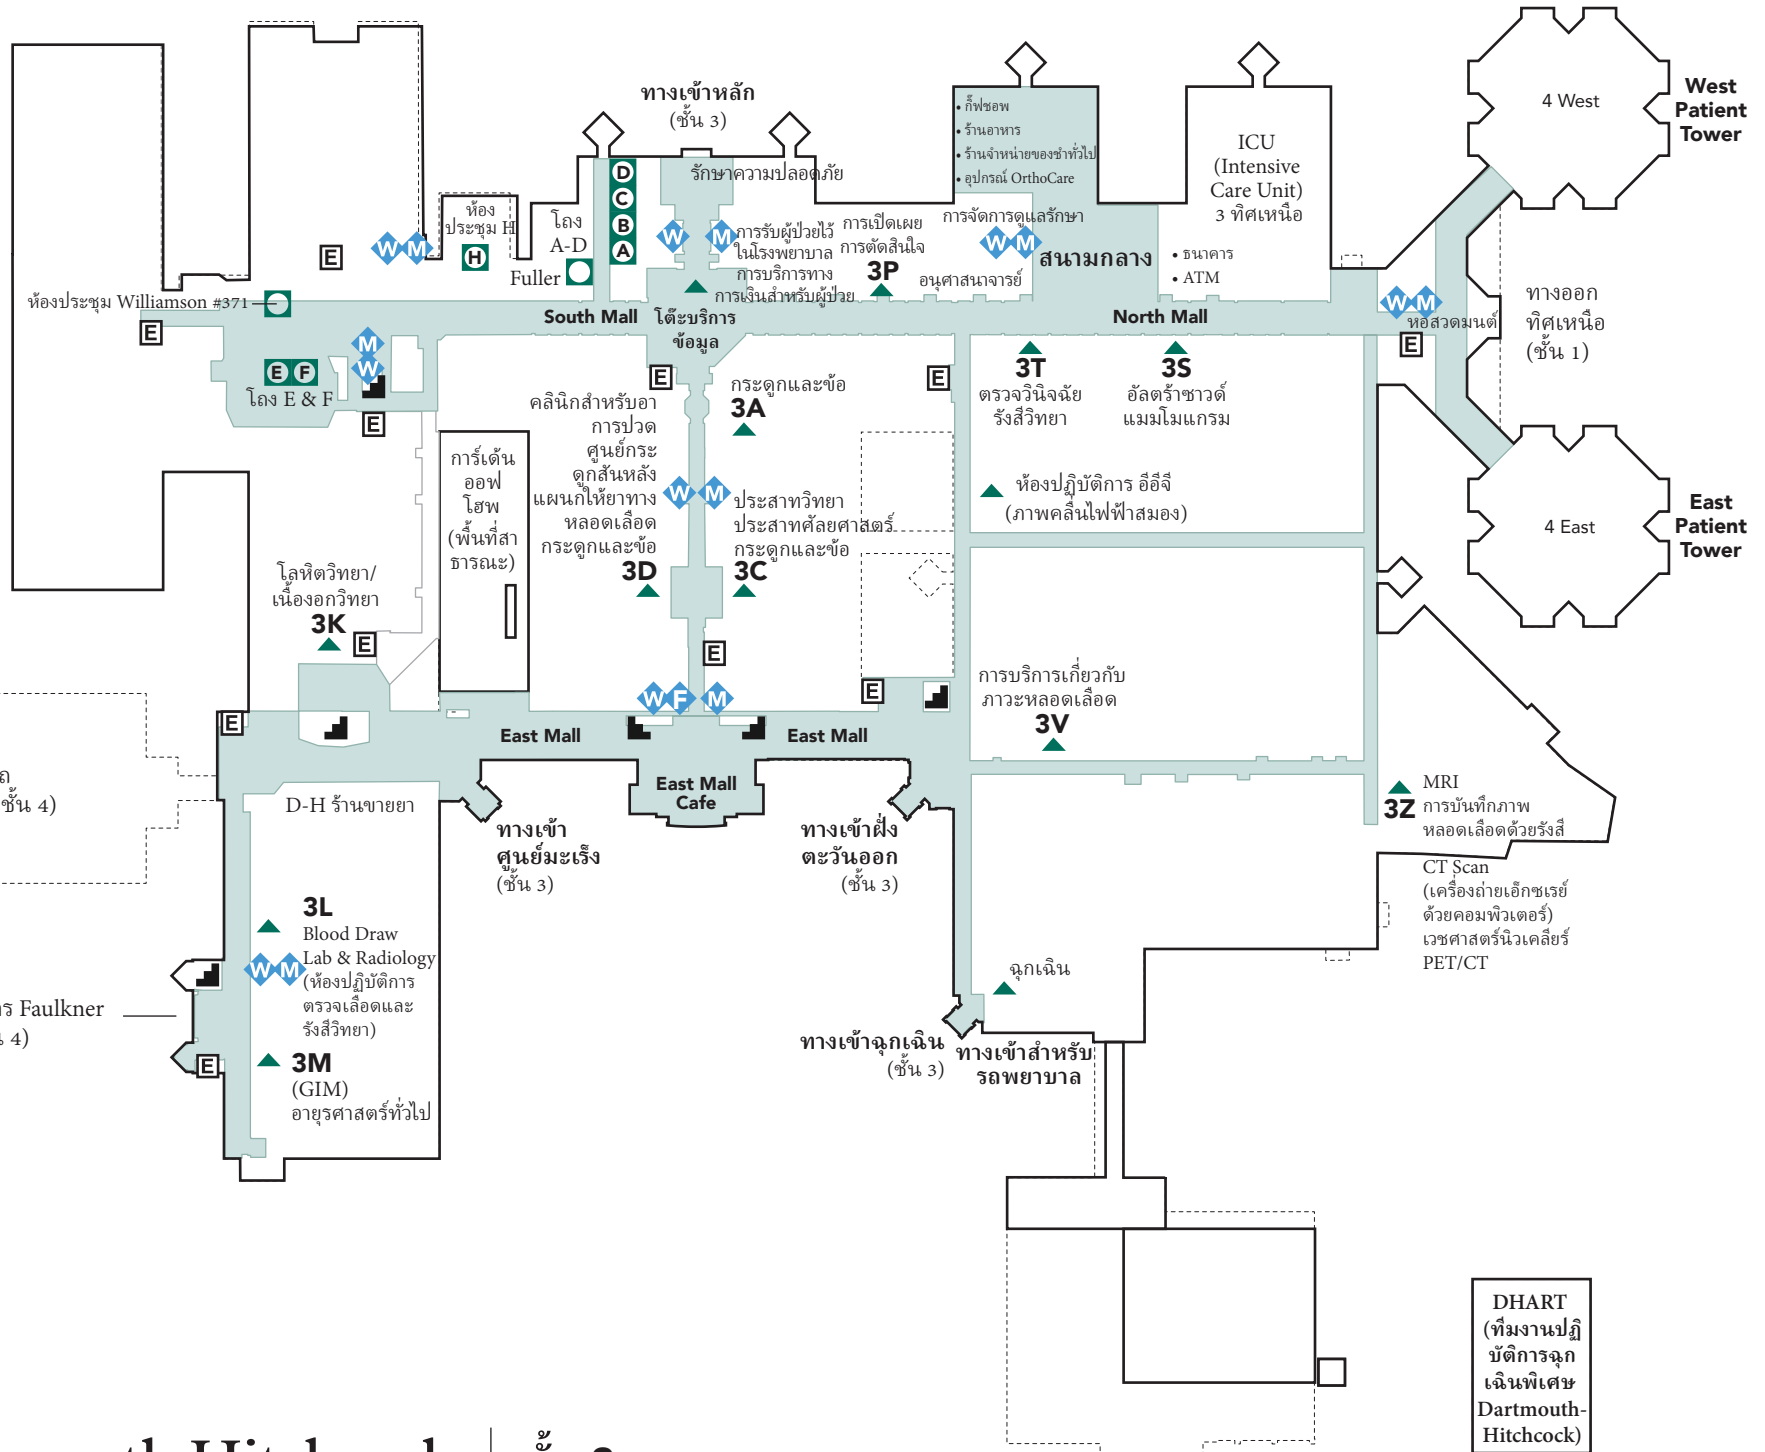 ทางเข้าหลัก
(ชั้น 3)
รักษาความปลอดภัย
D
C
B
A
• กิ๊ฟชอพ
• ร้านอาหาร
• ร้านจำหน่ายของชำทั่วไป
• อุปกรณ์ OrthoCare
ICU
(Intensive
Care Unit)
3 ทิศเหนือ
4 West
West
Patient
Tower
ห้อง
ประชุม H
H
โถง
A-D
Fuller
E
W M
W
M
การรับผู้ป่วยไว้
ในโรงพยาบาล
การบริการทาง
การเงินสำหรับผู้ป่วย
การเปิดเผย
การตัดสินใจ
3P
การจัดการดูแลรักษา
W M
อนุศาสนาจารย์
สนามกลาง
• ธนาคาร
• ATM
ห้องประชุม Williamson #371
E
South Mall
โต๊ะบริการ
ข้อมูล
North Mall
W M
หอสวดมนต์
E
ทางออก
ทิศเหนือ
(ชั้น 1)
M
W
E F
โถง E & F
E
E
E
กระดูกและข้อ
3A
คลินิกสำหรับอา
การปวด
ศูนย์กระ
ดูกสันหลัง
แผนกให้ยาทาง
หลอดเลือด
กระดูกและข้อ
3D
W
M
ประสาทวิทยา
ประสาทศัลยศาสตร์
กระดูกและข้อ
3C
3T
ตรวจวินิจฉัย
รังสีวิทยา
3S
อัลตร้าซาวด์
แมมโมแกรม
ห้องปฏิบัติการ อีอีจี
(ภาพคลื่นไฟฟ้าสมอง)
4 East
East
Patient
Tower
การ์เด้น
ออฟ
โฮพ
(พื้นที่สา
ธารณะ)
โลหิตวิทยา/
เนื้องอกวิทยา
3K
E
E
W F
M
E
การบริการเกี่ยวกับ
ภาวะหลอดเลือด
3V
E
East Mall
East Mall
East Mall
Cafe
ชั้น 4)
D-H ร้านขายยา
ทางเข้า
ศูนย์มะเร็ง
(ชั้น 3)
ทางเข้าฝั่ง
ตะวันออก
(ชั้น 3)
3Z
MRI
การบันทึกภาพ
หลอดเลือดด้วยรังสี
CT Scan
(เครื่องถ่ายเอ็กซเรย์
ด้วยคอมพิวเตอร์)
เวชศาสตร์นิวเคลียร์
PET/CT
3L
Blood Draw
Lab & Radiology
(ห้องปฏิบัติการ
ตรวจเลือดและ
รังสีวิทยา)
W M
Faulkner
4)
E
3M
(GIM)
อายุรศาสตร์ทั่วไป
ฉุกเฉิน
ทางเข้าฉุกเฉิน
(ชั้น 3)
ทางเข้าสำหรับ
รถพยาบาล
DHART
(ทีมงานปฏิ
บัติการฉุก
เฉินพิเศษ
Dartmouth-
Hitchcock)